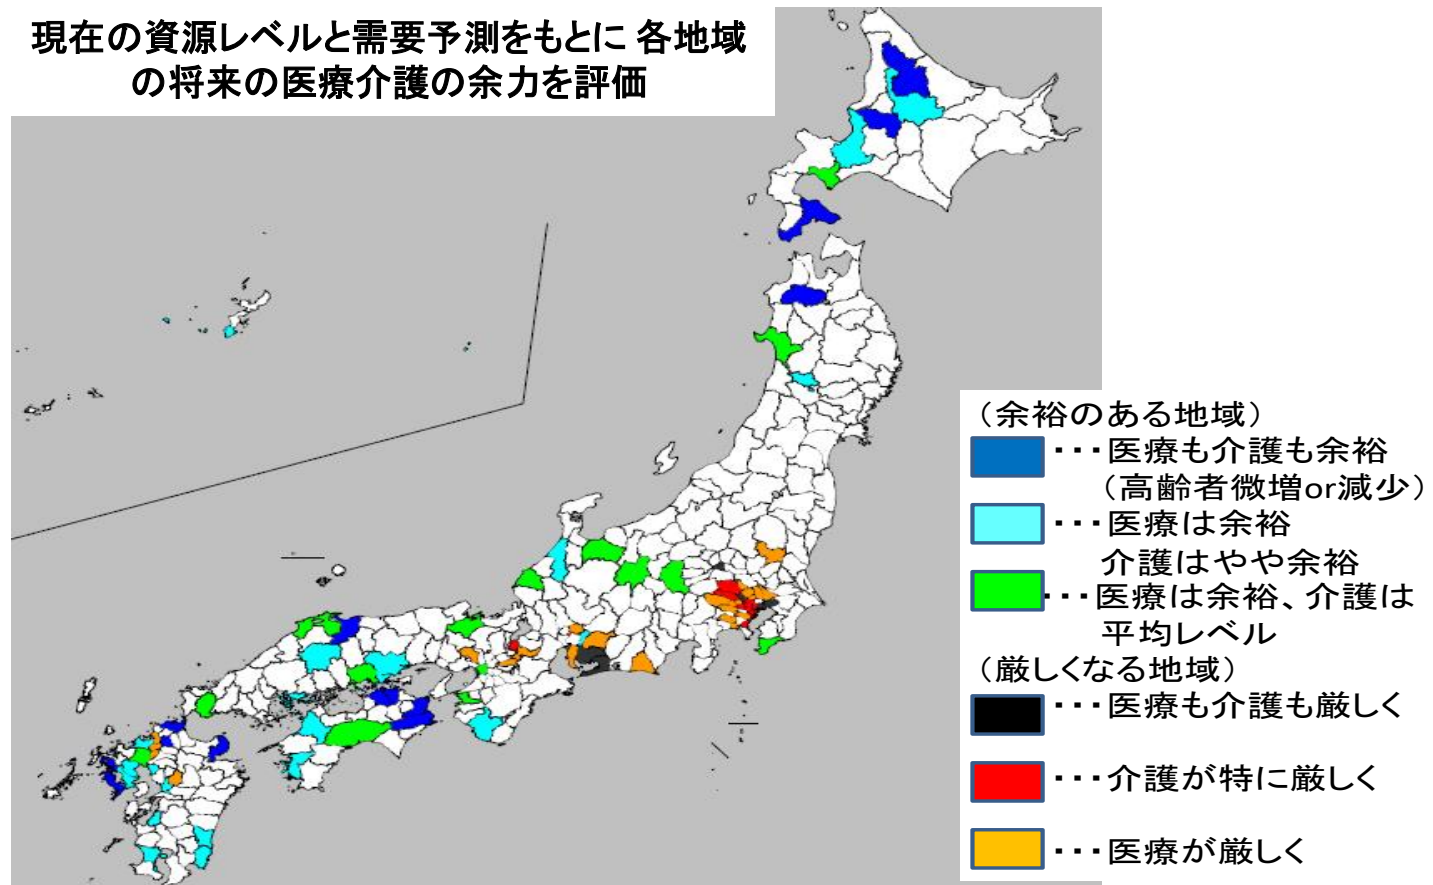 現在の資源レベルと需要予測をもとに 各地域
の将来の医療介護の余力を評価
（余裕のある地域）
・・・医療も介護も余裕
（高齢者微増or減少）
・・・医療は余裕
介護はやや余裕
・・・医療は余裕、介護は
平均レベル
（厳しくなる地域）
・・・医療も介護も厳しく
・・・介護が特に厳しく
・・・医療が厳しく